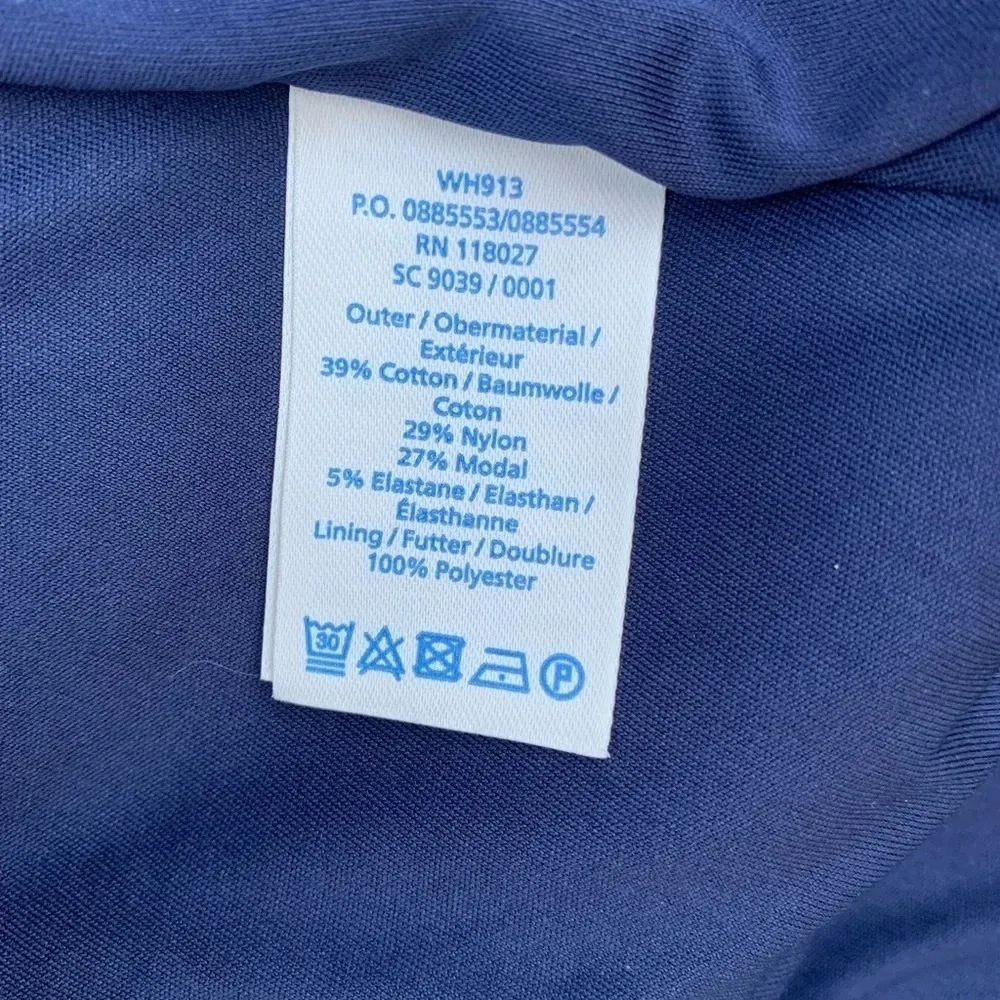 WH913
P.O. 0885553/0885554
RN 118027
SC 9039 / 0001
Outer / Obermaterial /
Extérieur
39% Cotton / Baumwolle /
Coton
29% Nylon
27% Modal
5% Elastane / Elasthan /
Élasthanne
Lining / Futter / Doublure
100% Polyester
30
P